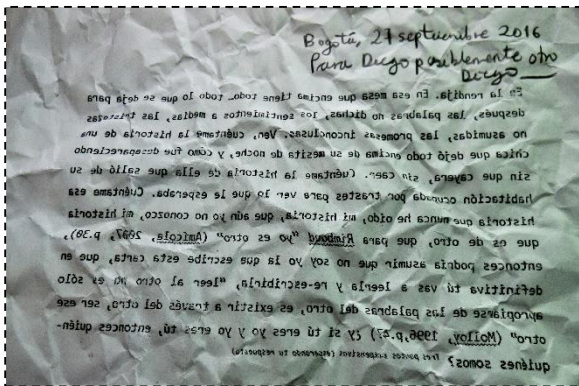 Bogotá, 27 septiembre 2016
Para Diego posiblemente otro
Diego
En la rendija. En esa mesa que encima tiene todo, todo lo que se deja para
después, las palabras no dichas, los sentimientos a medias, las tristezas
no asumidas, las promesas inconclusas. Ven, cuéntame la historia de una
chica que dejó todo encima de su mesita de noche, y cómo fue desapareciendo
sin que cayera, sin caer. Cuéntame la historia de ella que salió de su
habitación ocupada por trastes para ver lo que le esperaba. Cuéntame esa
historia que nunca he oído, mi historia, que aún yo no conozco, mi historia
que es de otro, que para Rimbaud "yo es otro" (Amícola, 2007, p.30),
entonces podría asumir que no soy yo la que escribe esta carta, que en
definitiva tú vas a leerla y re-escribirla, "leer al otro no es sólo
apropiarse de las palabras del otro, es existir a través del otro, ser ese
otro" (Molloy, 1996, p.47) ¿y si tú eres yo y yo eres tú, entonces quién-
quiénes somos? Tres puntos suspensivos (esperando tu respuesta)